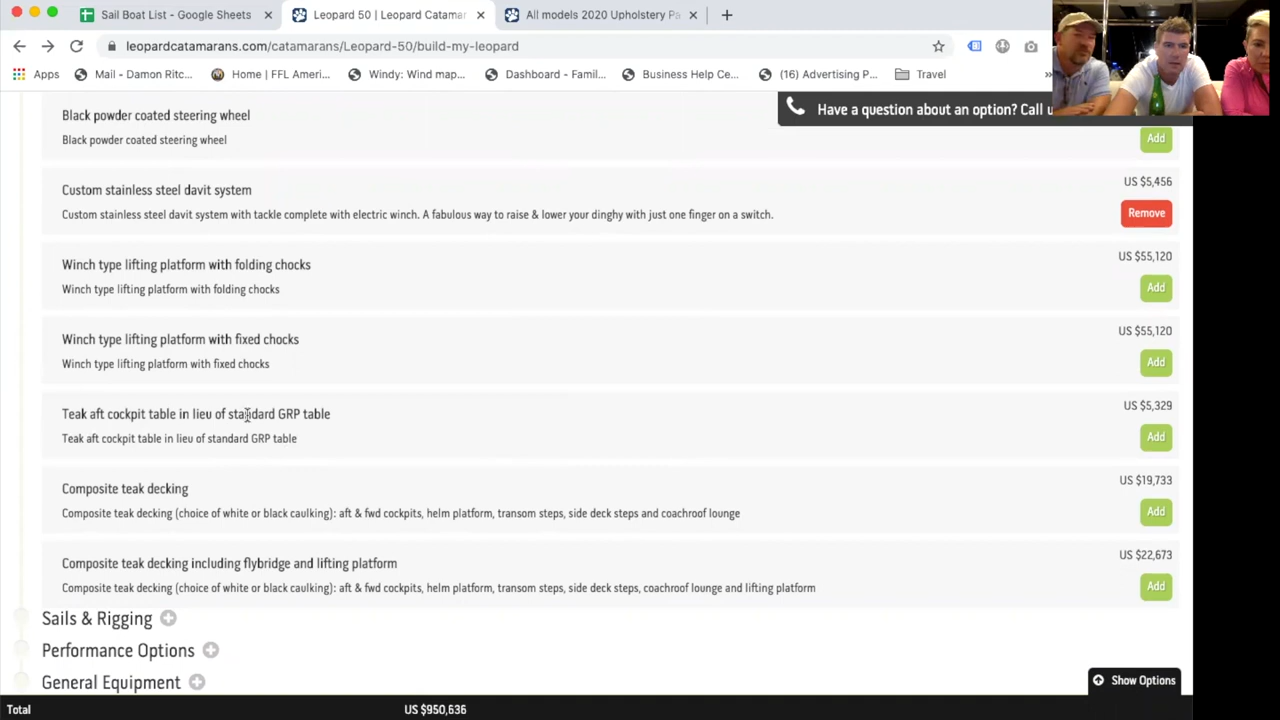 Sail Boat List - Google Sheets
Leopard 50 | Leopard Catamar
All models 2020 Upholstery Pa
leopardcatamarans.com/catamarans/Leopard-50/build-my-leopard
Apps Mail - Damon Ritc... Home | FFL Ameri... Windy: Wind map... Dashboard - Famil... Business Help Ce... (16) Advertising P... Travel »
Have a question about an option? Call
Black powder coated steering wheel
Black powder coated steering wheel
Add
Custom stainless steel davit system
US $5,456
Custom stainless steel davit system with tackle complete with electric winch. A fabulous way to raise & lower your dinghy with just one finger on a switch.
Remove
Winch type lifting platform with folding chocks
US $55,120
Winch type lifting platform with folding chocks
Add
Winch type lifting platform with fixed chocks
US $55,120
Winch type lifting platform with fixed chocks
Add
Teak aft cockpit table in lieu of standard GRP table
US $5,329
Teak aft cockpit table in lieu of standard GRP table
Add
Composite teak decking
US $19,733
Composite teak decking (choice of white or black caulking): aft & fwd cockpits, helm platform, transom steps, side deck steps and coachroof lounge
Add
Composite teak decking including flybridge and lifting platform
US $22,673
Composite teak decking (choice of white or black caulking): aft & fwd cockpits, helm platform, transom steps, side deck steps, coachroof lounge and lifting platform
Add
Sails & Rigging
Performance Options
General Equipment
Show Options
Total US $950,636